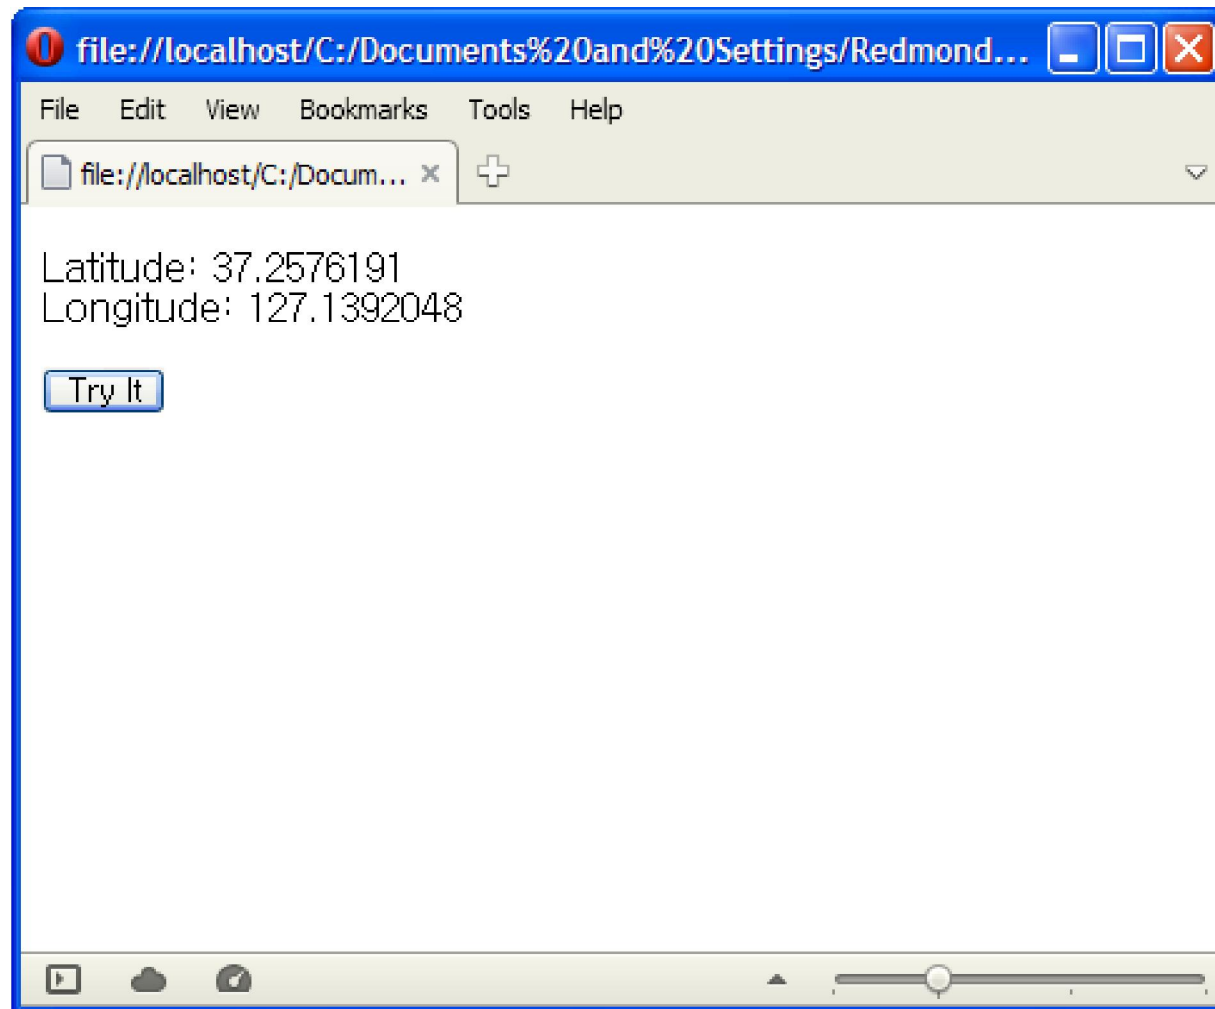 file://localhost/C:/Documents%20and%20Settings/Redmond...
File Edit View Bookmarks Tools Help
file://localhost/C:/Docum...
Latitude: 37.2576191
Longitude: 127.1392048
Try It